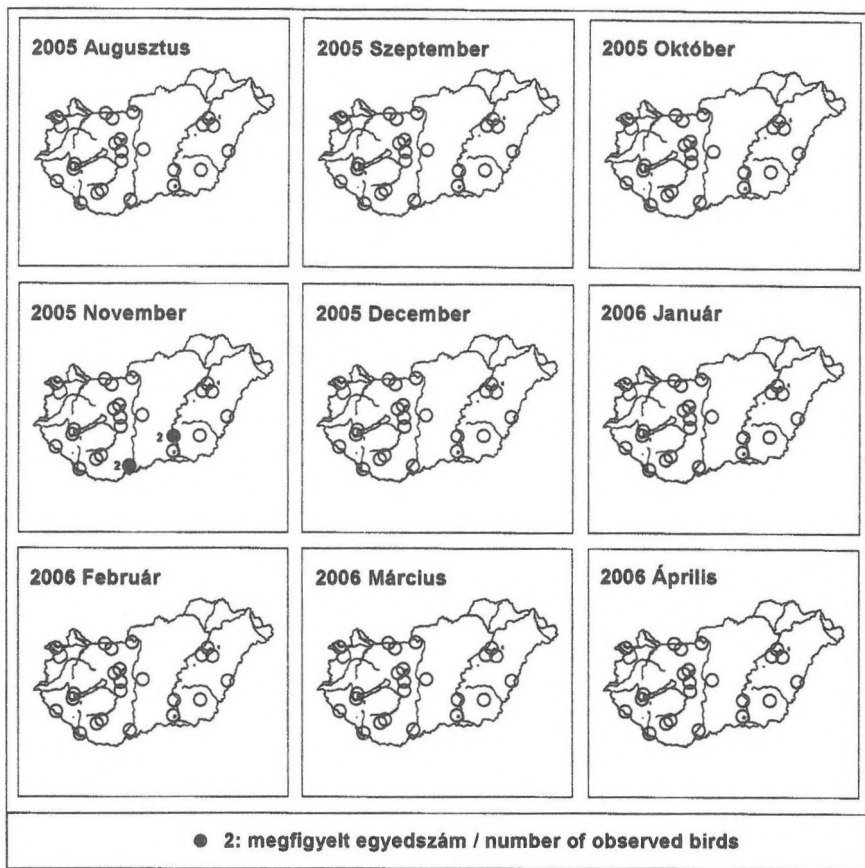 2005 Augusztus
2005 Szeptember
2005 Október
2005 November
2
2
2005 December
2006 Január
2006 Február
2006 Március
2006 Április
● 2: megfigyelt egyedszám / number of observed birds